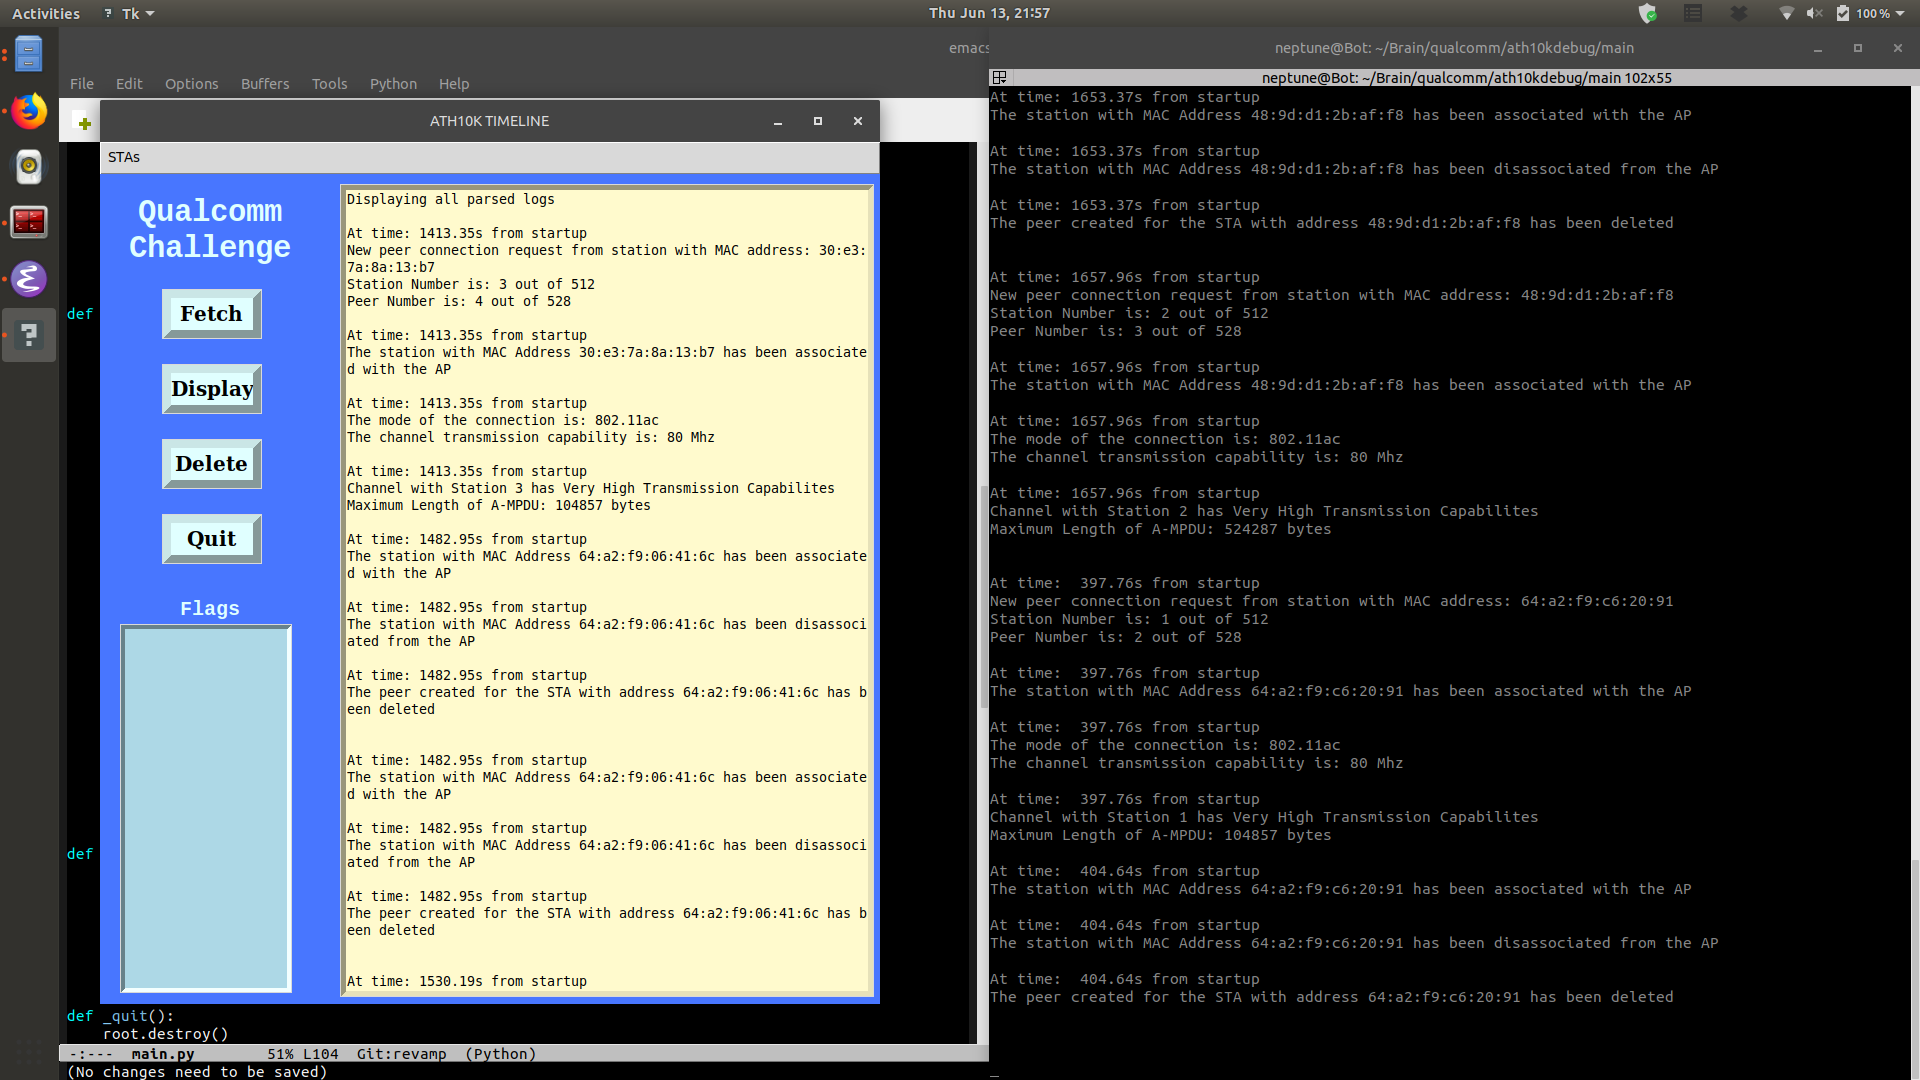 Activities
Tk
Thu Jun 13, 21:57
100 %
emacs
File Edit Options Buffers Tools Python Help
ATH10K TIMELINE
STAs
Qualcomm
Challenge
Fetch
Display
Delete
Quit
Flags
Displaying all parsed logs
At time: 1413.35s from startup
New peer connection request from station with MAC address: 30:e3:
7a:8a:13:b7
Station Number is: 3 out of 512
Peer Number is: 4 out of 528
At time: 1413.35s from startup
The station with MAC Address 30:e3:7a:8a:13:b7 has been associate
d with the AP
At time: 1413.35s from startup
The mode of the connection is: 802.11ac
The channel transmission capability is: 80 Mhz
At time: 1413.35s from startup
Channel with Station 3 has Very High Transmission Capabilites
Maximum Length of A-MPDU: 104857 bytes
At time: 1482.95s from startup
The station with MAC Address 64:a2:f9:06:41:6c has been associate
d with the AP
At time: 1482.95s from startup
The station with MAC Address 64:a2:f9:06:41:6c has been disassoci
ated from the AP
At time: 1482.95s from startup
The peer created for the STA with address 64:a2:f9:06:41:6c has b
een deleted
At time: 1482.95s from startup
The station with MAC Address 64:a2:f9:06:41:6c has been associate
d with the AP
At time: 1482.95s from startup
The station with MAC Address 64:a2:f9:06:41:6c has been disassoci
ated from the AP
At time: 1482.95s from startup
The peer created for the STA with address 64:a2:f9:06:41:6c has b
een deleted
At time: 1530.19s from startup
def
def
def _quit():
root.destroy()
-:--- main.py 51% L104 Git:revamp (Python)
(No changes need to be saved)
neptune@Bot: ~/Brain/qualcomm/ath10kdebug/main
neptune@Bot: ~/Brain/qualcomm/ath10kdebug/main 102x55
At time: 1653.37s from startup
The station with MAC Address 48:9d:d1:2b:af:f8 has been associated with the AP
At time: 1653.37s from startup
The station with MAC Address 48:9d:d1:2b:af:f8 has been disassociated from the AP
At time: 1653.37s from startup
The peer created for the STA with address 48:9d:d1:2b:af:f8 has been deleted
At time: 1657.96s from startup
New peer connection request from station with MAC address: 48:9d:d1:2b:af:f8
Station Number is: 2 out of 512
Peer Number is: 3 out of 528
At time: 1657.96s from startup
The station with MAC Address 48:9d:d1:2b:af:f8 has been associated with the AP
At time: 1657.96s from startup
The mode of the connection is: 802.11ac
The channel transmission capability is: 80 Mhz
At time: 1657.96s from startup
Channel with Station 2 has Very High Transmission Capabilites
Maximum Length of A-MPDU: 524287 bytes
At time:  397.76s from startup
New peer connection request from station with MAC address: 64:a2:f9:c6:20:91
Station Number is: 1 out of 512
Peer Number is: 2 out of 528
At time:  397.76s from startup
The station with MAC Address 64:a2:f9:c6:20:91 has been associated with the AP
At time:  397.76s from startup
The mode of the connection is: 802.11ac
The channel transmission capability is: 80 Mhz
At time:  397.76s from startup
Channel with Station 1 has Very High Transmission Capabilites
Maximum Length of A-MPDU: 104857 bytes
At time:  404.64s from startup
The station with MAC Address 64:a2:f9:c6:20:91 has been associated with the AP
At time:  404.64s from startup
The station with MAC Address 64:a2:f9:c6:20:91 has been disassociated from the AP
At time:  404.64s from startup
The peer created for the STA with address 64:a2:f9:c6:20:91 has been deleted